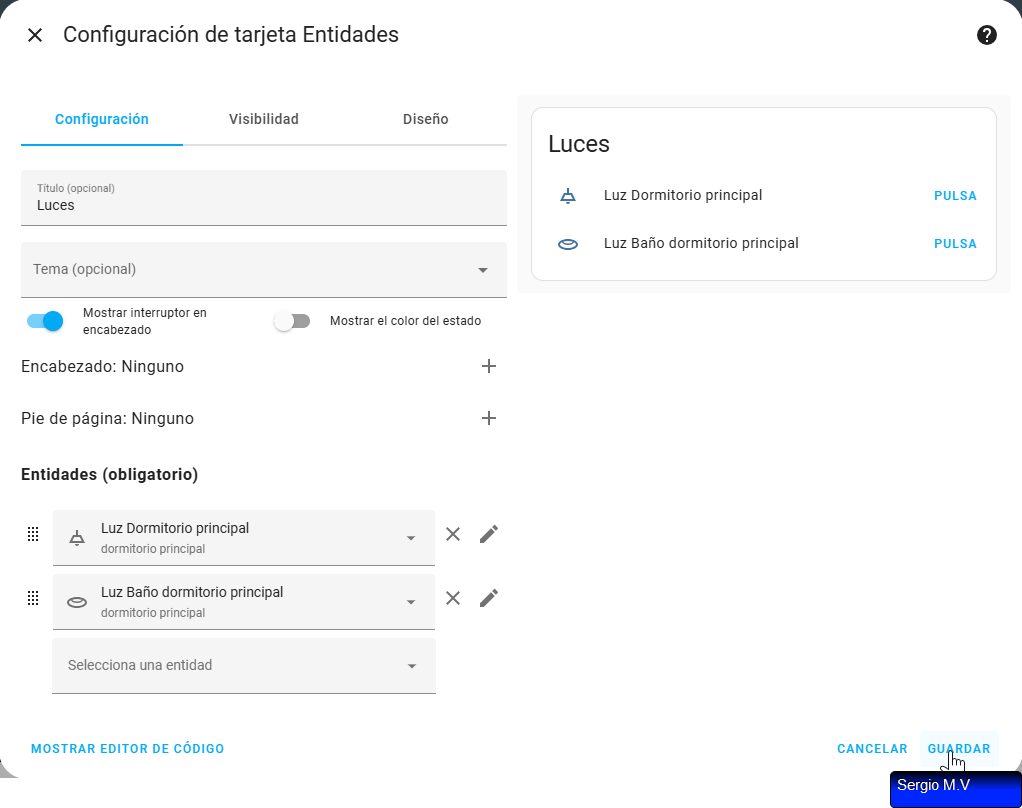 Configuración de tarjeta Entidades
?
Configuración
Visibilidad
Diseño
Título (opcional)
Luces
Tema (opcional)
Mostrar interruptor en
encabezado
Mostrar el color del estado
Encabezado: Ninguno
Pie de página: Ninguno
Entidades (obligatorio)
Luz Dormitorio principal
dormitorio principal
Luz Baño dormitorio principal
dormitorio principal
Selecciona una entidad
Luces
Luz Dormitorio principal PULSA
Luz Baño dormitorio principal PULSA
MOSTRAR EDITOR DE CÓDIGO
CANCELAR
GUARDAR
Sergio M.V